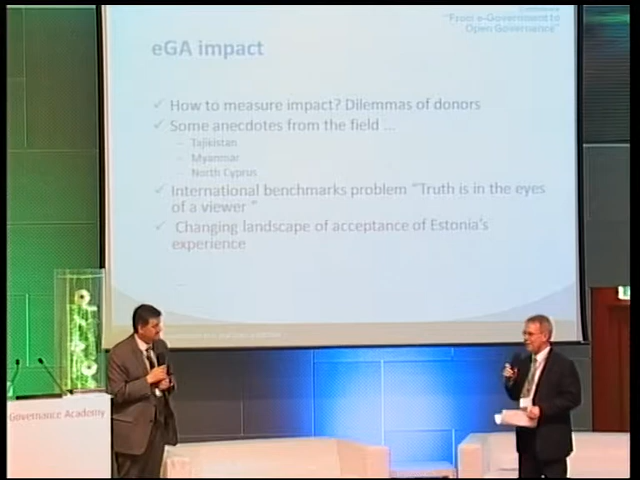 "From e-Government to
Open Governance"
eGA impact
How to measure impact? Dilemmas of donors
Some anecdotes from the field ...
Tajikistan
Myanmar
North Cyprus
International benchmarks problem "Truth is in the eyes
of a viewer "
Changing landscape of acceptance of Estonia's
experience
Governance Academy